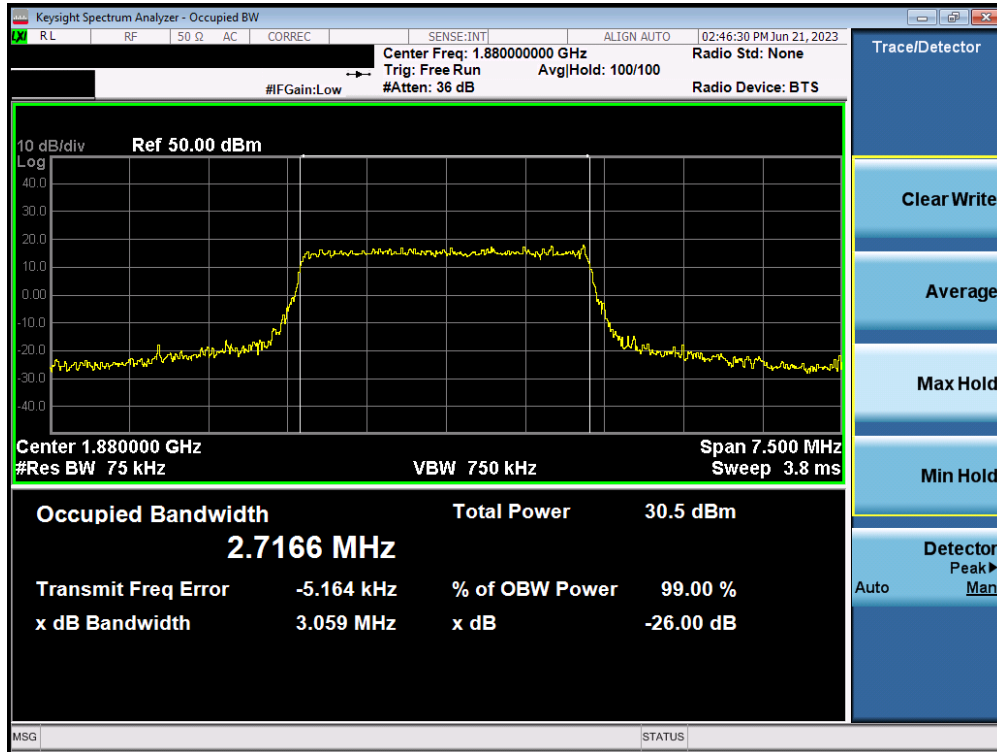 Keysight Spectrum Analyzer - Occupied BW
LXI RL RF 50 Ω AC CORREC SENSE:INT ALIGN AUTO 02:46:30 PM Jun 21, 2023
Center Freq: 1.880000000 GHz Radio Std: None
Trig: Free Run Avg|Hold: 100/100
#IFGain:Low #Atten: 36 dB Radio Device: BTS
10 dB/div Ref 50.00 dBm
Log
40.0
30.0
20.0
10.0
0.00
-10.0
-20.0
-30.0
-40.0
Center 1.880000 GHz Span 7.500 MHz
#Res BW 75 kHz VBW 750 kHz Sweep 3.8 ms
Occupied Bandwidth Total Power 30.5 dBm
2.7166 MHz
Transmit Freq Error -5.164 kHz % of OBW Power 99.00 %
x dB Bandwidth 3.059 MHz x dB -26.00 dB
MSG STATUS
Trace/Detector
Clear Write
Average
Max Hold
Min Hold
Detector
Peak▶
Auto Man